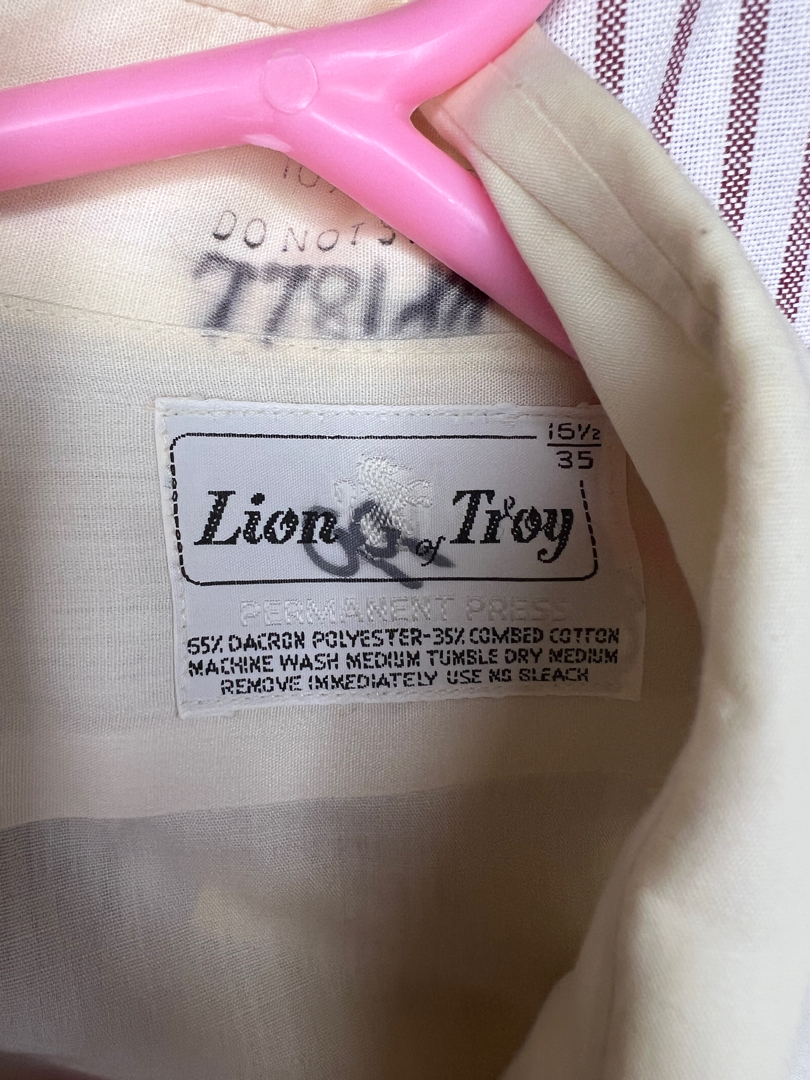 DO NOT
7781
15½
35
Lion of Troy
PERMANENT PRESS
65% DACRON POLYESTER-35% COMBED COTTON
MACHINE WASH MEDIUM TUMBLE DRY MEDIUM
REMOVE IMMEDIATELY USE NO BLEACH